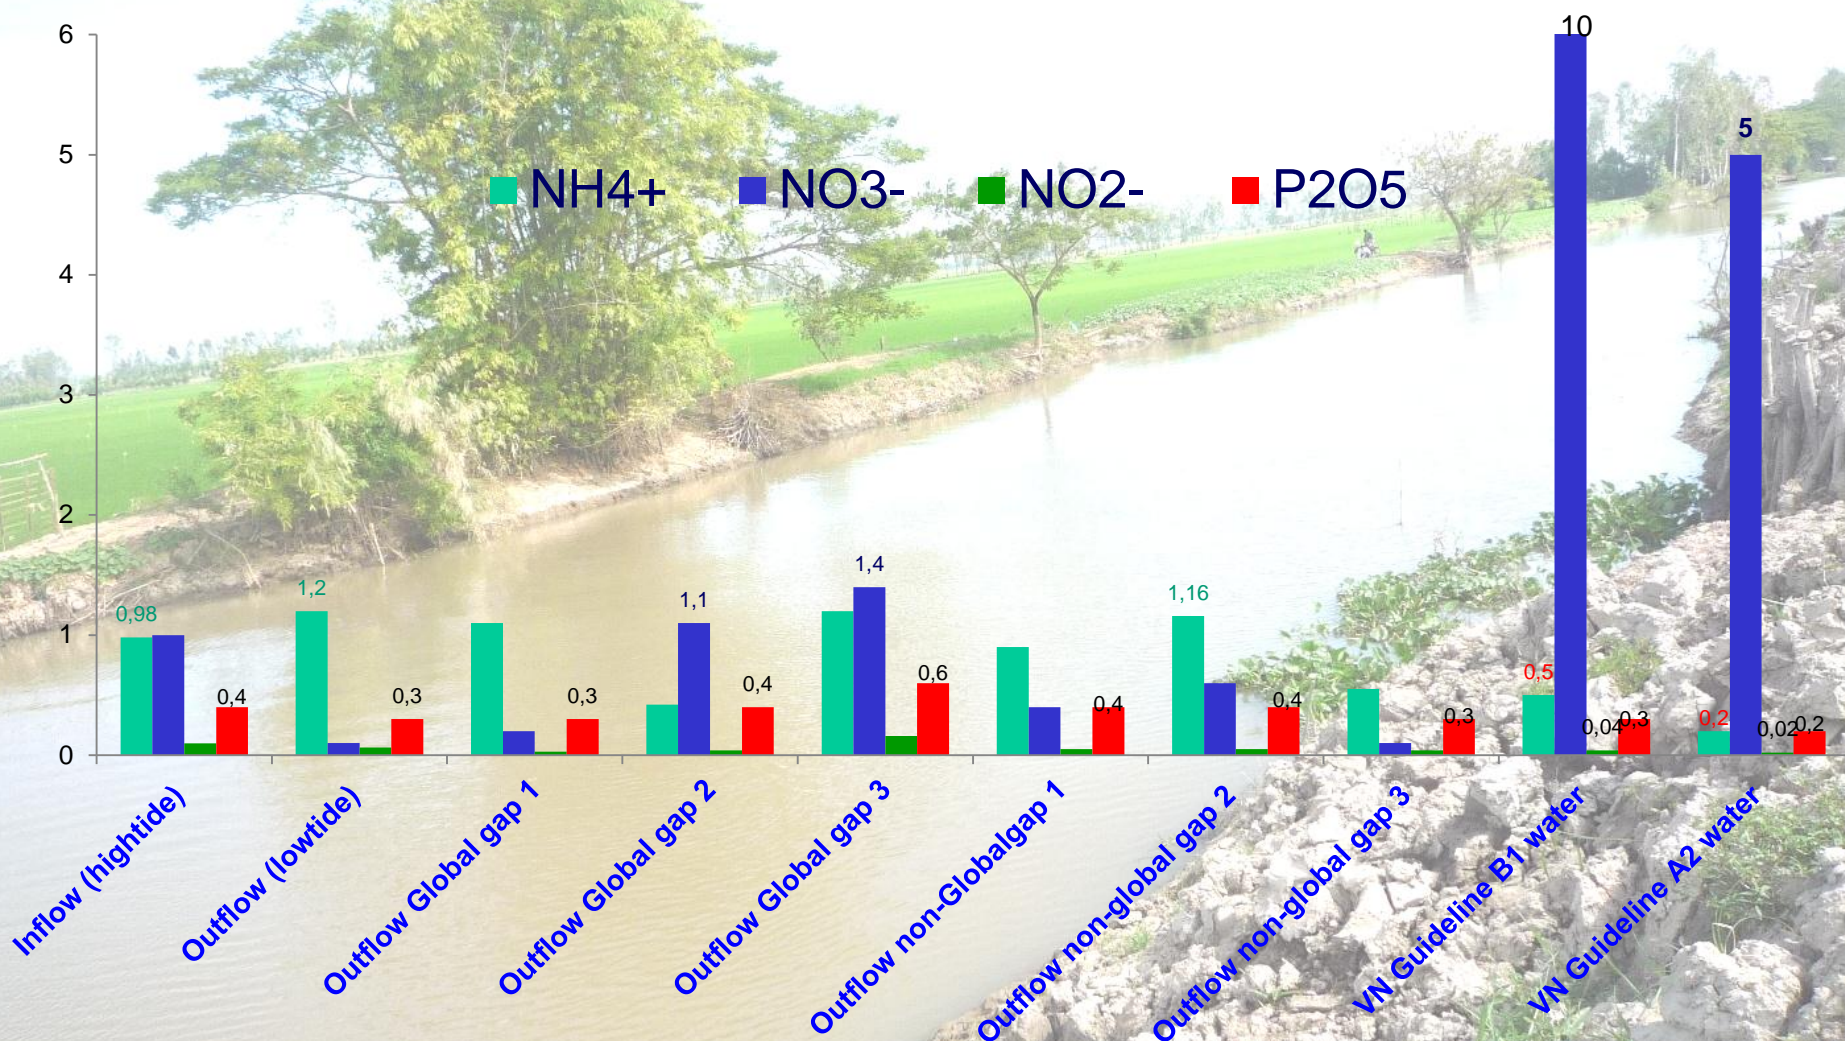 10
6
5
5
NH4+ NO3- NO2- P2O5
4
3
2
1,4
1,2
1,16
1,1
0,98
1
0,4
0,3
0,3
0,4
0,6
0,4
0,4
0,3
0,5
0,04
0,3
0,2
0,02
0,2
0
Inflow (hightide)
Outflow (lowtide)
Outflow Global gap 1
Outflow Global gap 2
Outflow Global gap 3
Outflow non-Globalgap 1
Outflow non-global gap 2
Outflow non-global gap 3
VN Guideline B1 water
VN Guideline A2 water